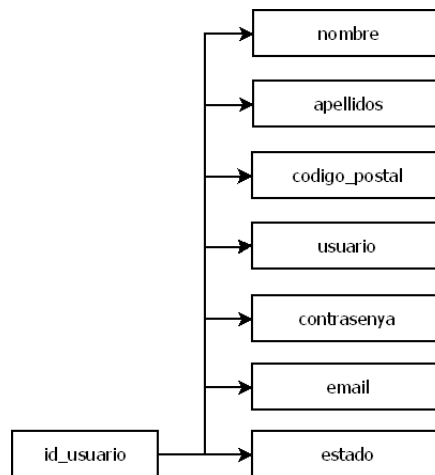 nombre
apellidos
codigo_postal
usuario
contrasenya
email
id_usuario
estado